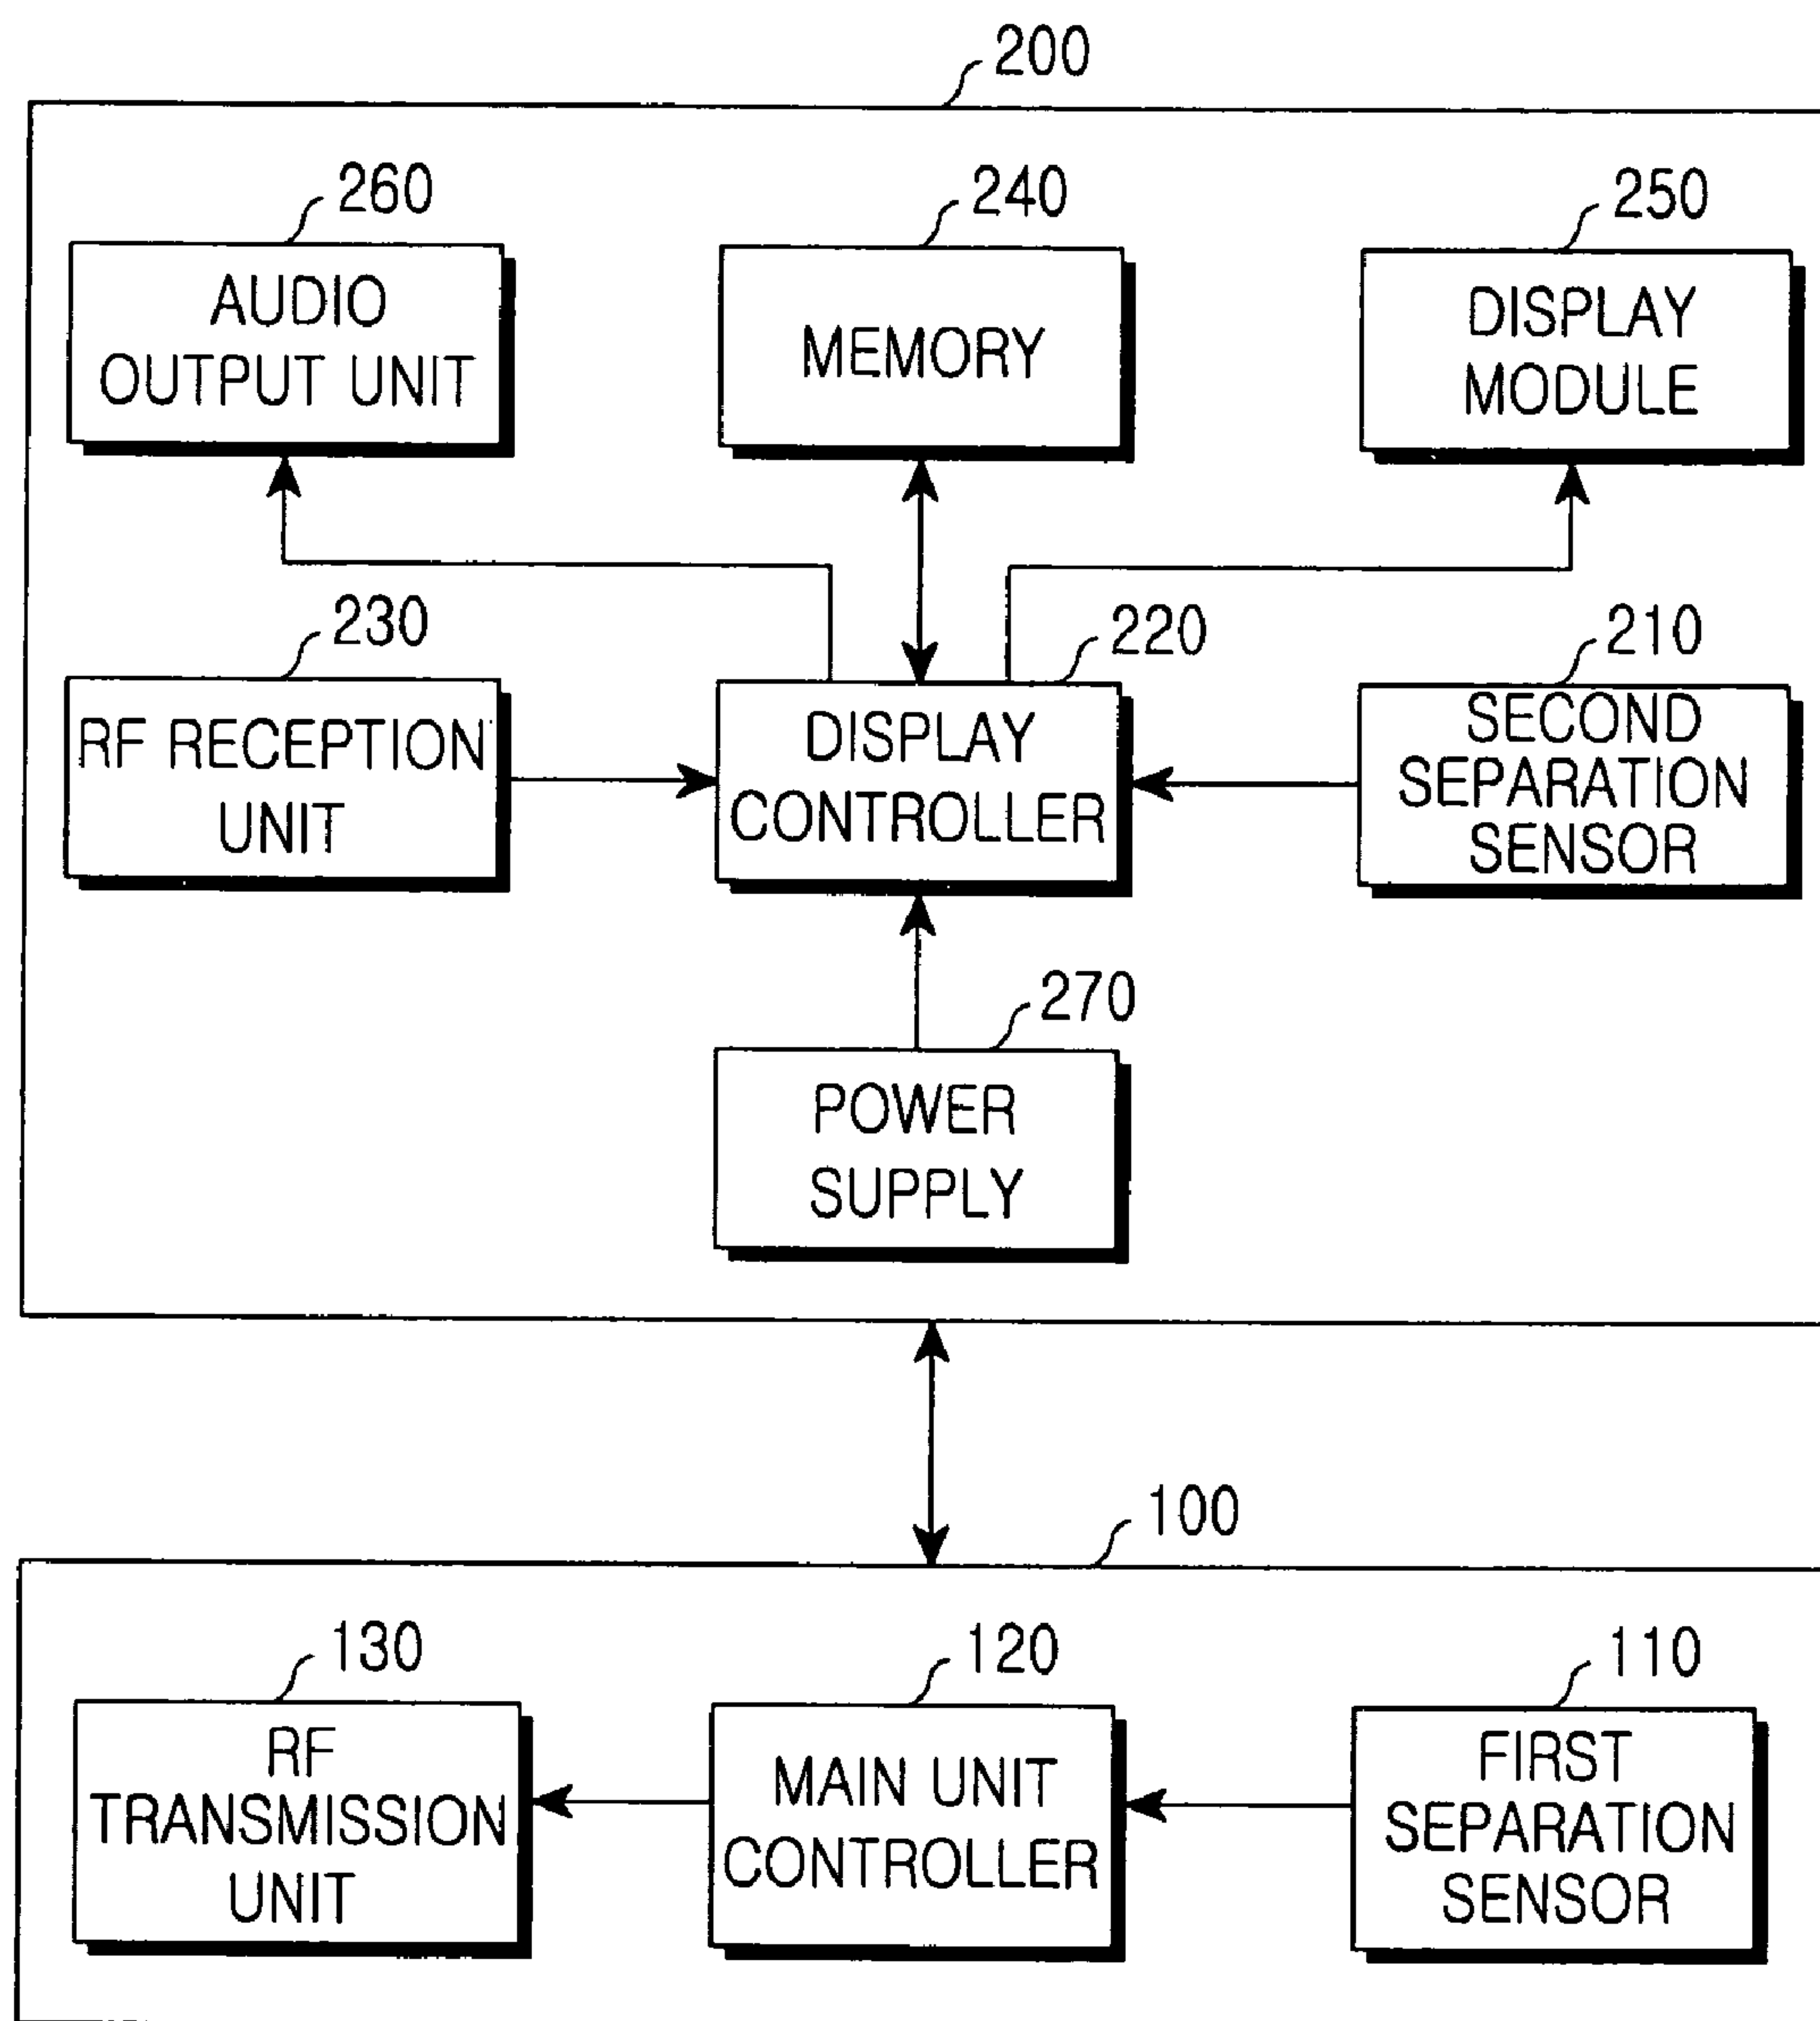 200
260
240
250
AUDIO
OUTPUT UNIT
MEMORY
DISPLAY
MODULE
230
220
210
RF RECEPTION
UNIT
DISPLAY
CONTROLLER
SECOND
SEPARATION
SENSOR
270
POWER
SUPPLY
100
130
120
110
RF
TRANSMISSION
UNIT
MAIN UNIT
CONTROLLER
FIRST
SEPARATION
SENSOR